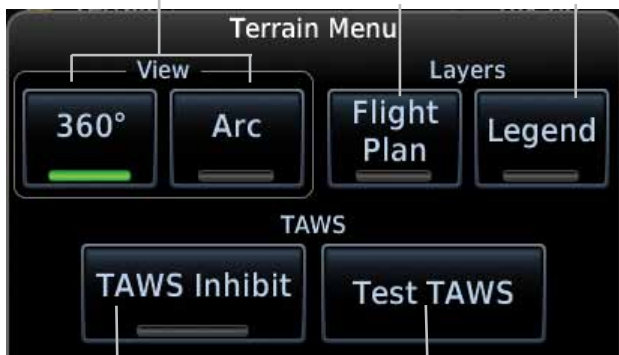 Terrain Menu
View
Layers
360°
Arc
Flight
Plan
Legend
TAWS
TAWS Inhibit
Test TAWS